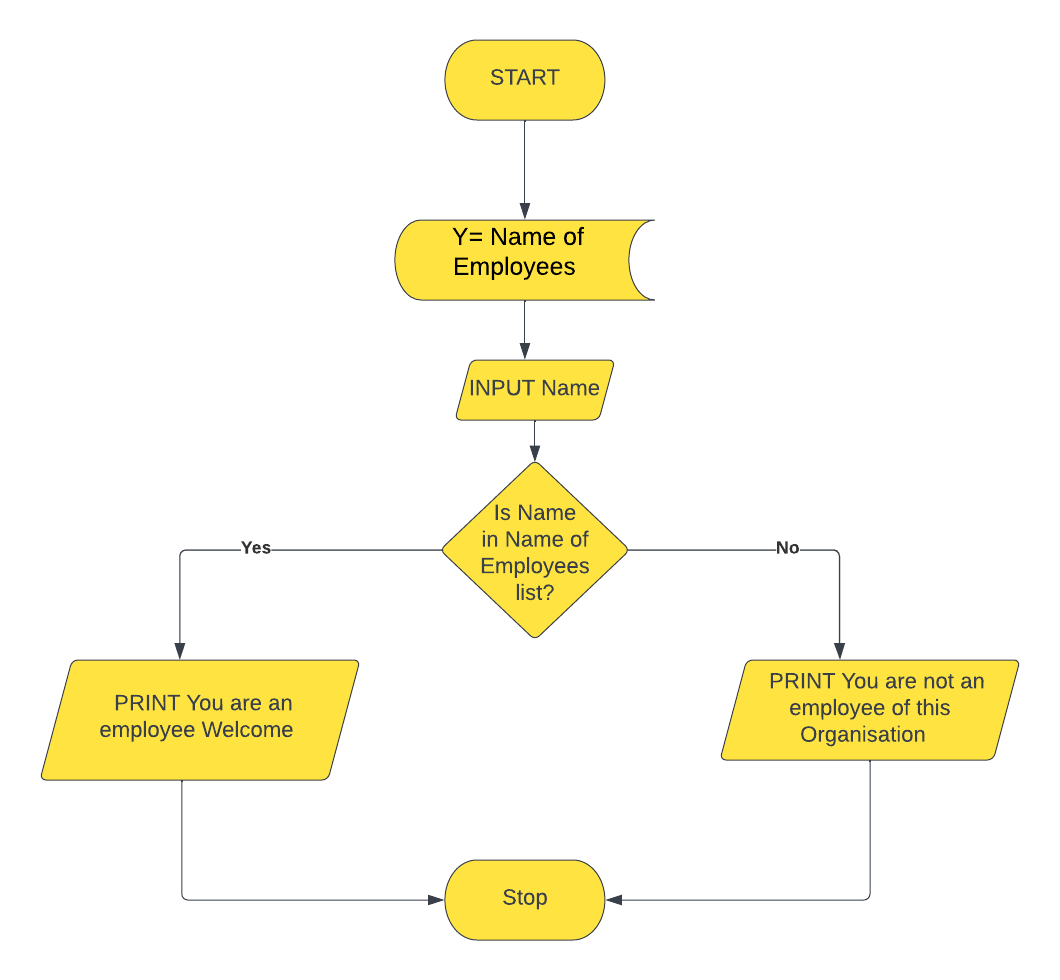 START
Y= Name of
Employees
INPUT Name
Is Name
in Name of
Employees
list?
Yes
No
PRINT You are an
employee Welcome
PRINT You are not an
employee of this
Organisation
Stop